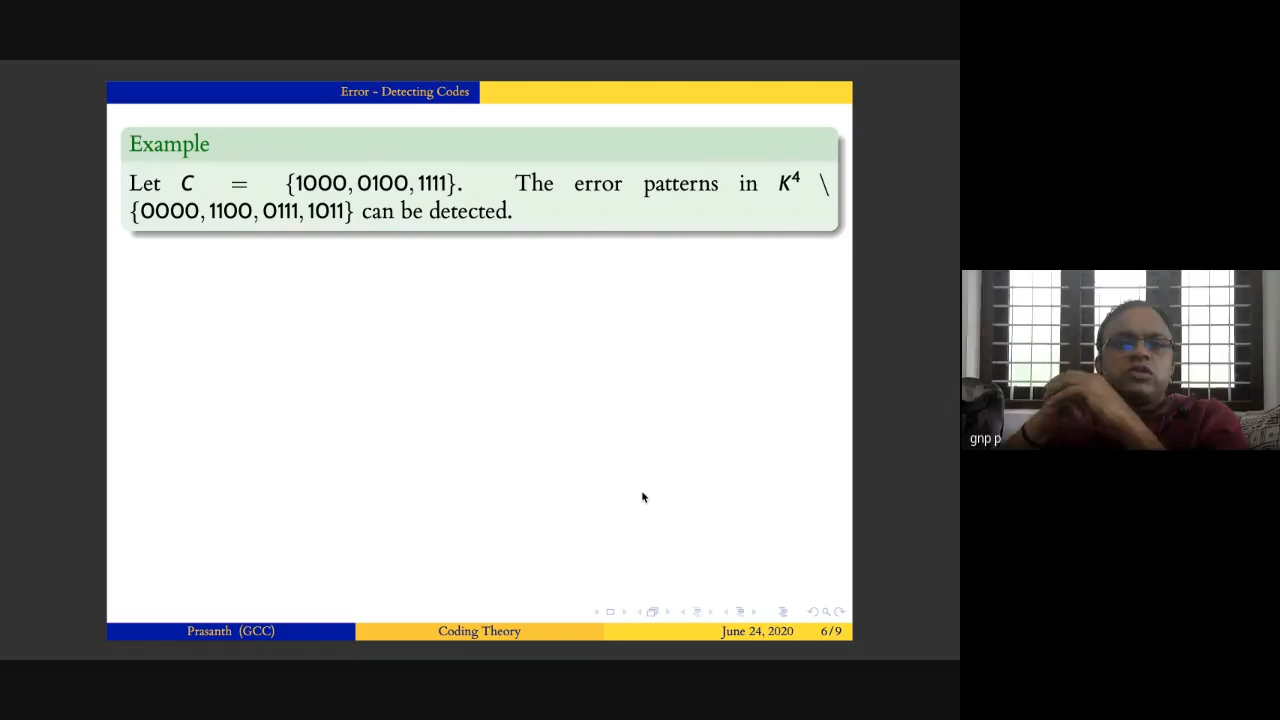 Error - Detecting Codes
Example
Let C = {1000, 0100, 1111}. The error patterns in K⁴ \
{0000, 1100, 0111, 1011} can be detected.
gnp p
Prasanth (GCC) Coding Theory June 24, 2020 6/9